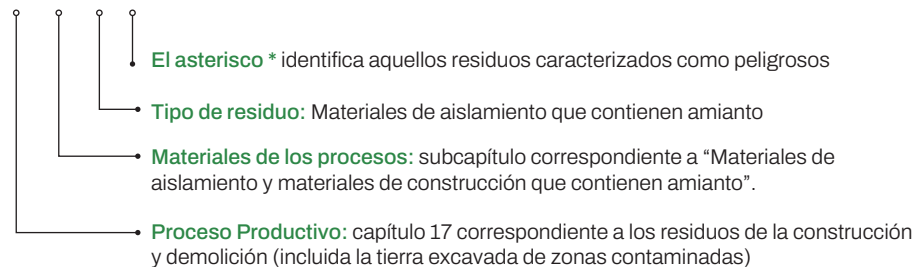 El asterisco * identifica aquellos residuos caracterizados como peligrosos
Tipo de residuo: Materiales de aislamiento que contienen amianto
Materiales de los procesos: subcapítulo correspondiente a “Materiales de
aislamiento y materiales de construcción que contienen amianto”.
Proceso Productivo: capítulo 17 correspondiente a los residuos de la construcción
y demolición (incluida la tierra excavada de zonas contaminadas)